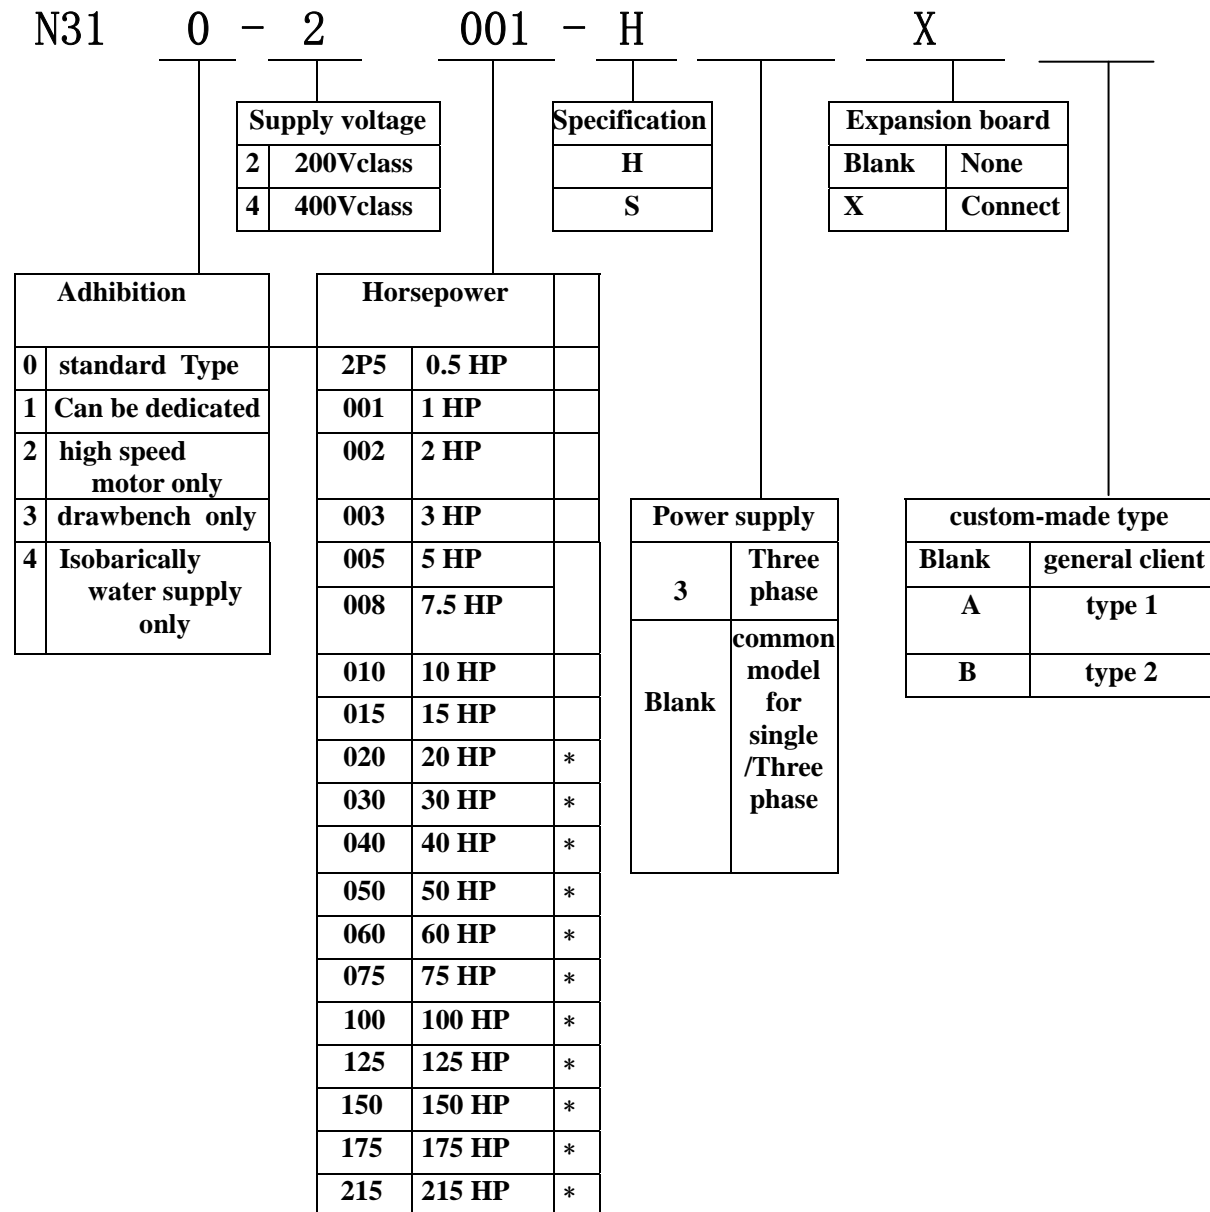 N31 0 - 2 001 - H X
Supply voltage
2 200Vclass
4 400Vclass
Specification
H
S
Expansion board
Blank None
X Connect
Adhibition
0 standard Type
1 Can be dedicated
2 high speed
motor only
3 drawbench only
4 Isobarically
water supply
only
Horsepower
2P5 0.5 HP
001 1 HP
002 2 HP
003 3 HP
005 5 HP
008 7.5 HP
010 10 HP
015 15 HP
020 20 HP *
030 30 HP *
040 40 HP *
050 50 HP *
060 60 HP *
075 75 HP *
100 100 HP *
125 125 HP *
150 150 HP *
175 175 HP *
215 215 HP *
Power supply
3 Three
phase
Blank common
model
for
single
/Three
phase
custom-made type
Blank general client
A type 1
B type 2